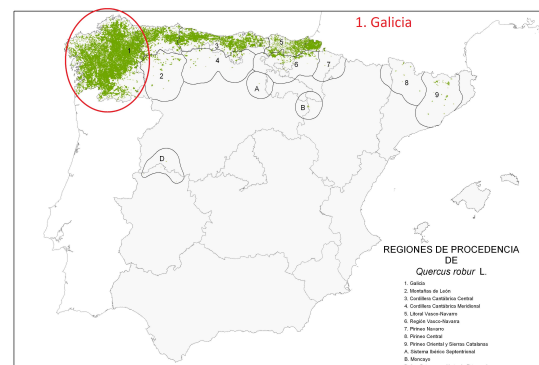 1. Galicia
1
2
3
4
5
6
7
8
9
A
B
D
REGIONES DE PROCEDENCIA
DE
Quercus robur L.
1. Galicia
2. Montañas de León
3. Cordillera Cantábrica Central
4. Cordillera Cantábrica Meridional
5. Litoral Vasco-Navarro
6. Región Vasco-Navarra
7. Pirineo Navarro
8. Pirineo Central
9. Pirineo Oriental y Sierras Catalanas
A. Sistema Ibérico Septentrional
B. Moncayo